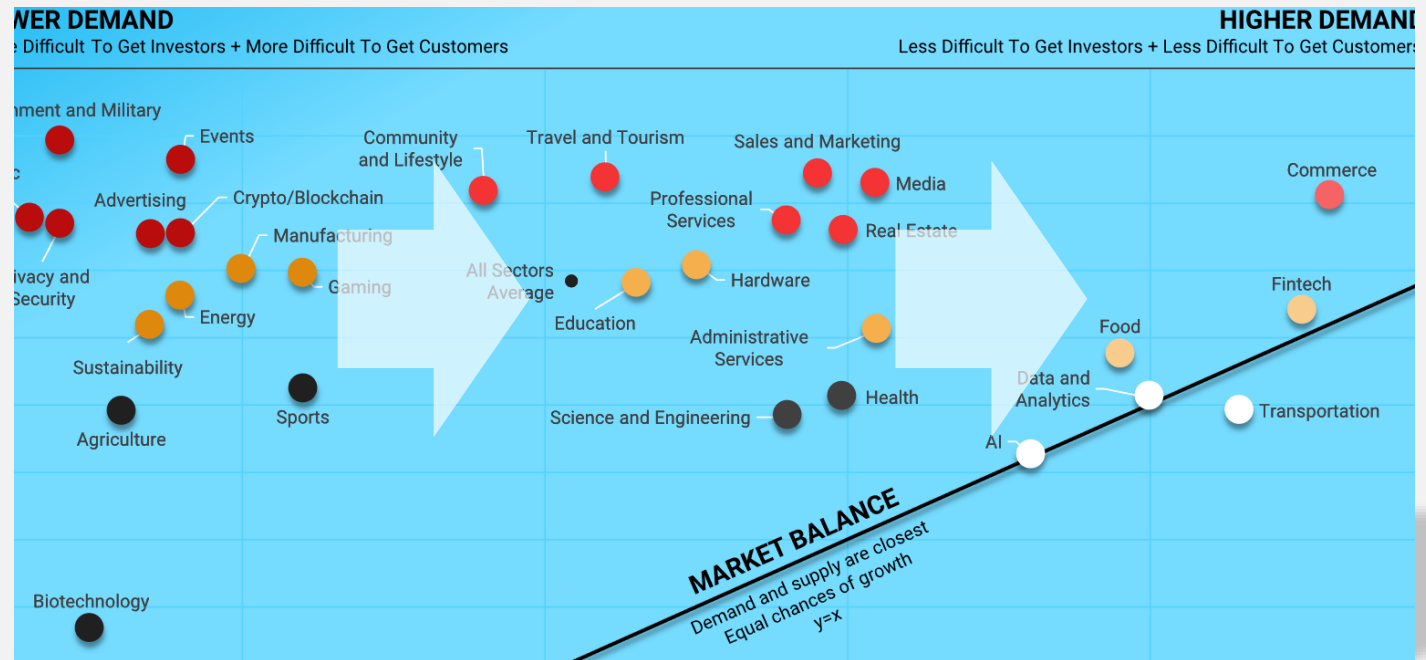 WER DEMAND
HIGHER DEMAND
Difficult To Get Investors + More Difficult To Get Customers
Less Difficult To Get Investors + Less Difficult To Get Customers
nment and Military
Events
Community
and Lifestyle
Travel and Tourism
Sales and Marketing
Media
Commerce
Advertising
Crypto/Blockchain
Professional
Services
Real Estate
Manufacturing
ivacy and
Security
Gaming
All Sectors
Average
Hardware
Energy
Education
Fintech
Administrative
Services
Food
Sustainability
Data and
Analytics
Agriculture
Sports
Science and Engineering
Health
Transportation
AI
MARKET BALANCE
Demand and supply are closest
Equal chances of growth
y=x
Biotechnology